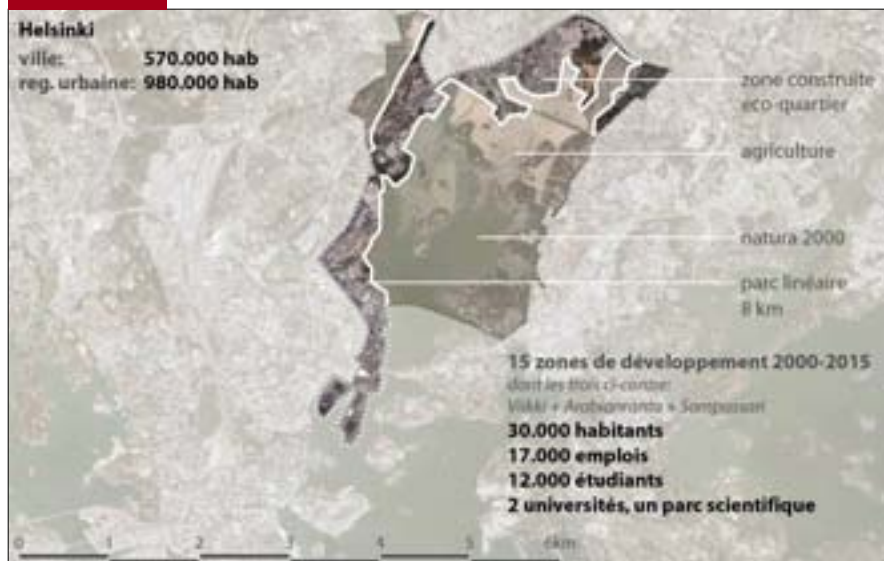 Helsinki
ville: 570.000 hab
reg. urbaine: 980.000 hab
zone construite
eco-quartier
agriculture
natura 2000
parc linéaire
8 km
15 zones de développement 2000-2015
dont les trois ci-contre:
Viikki + Arabianranta + Sompasaari
30.000 habitants
17.000 emplois
12.000 étudiants
2 universités, un parc scientifique
0 1 2 3 4 5 6km